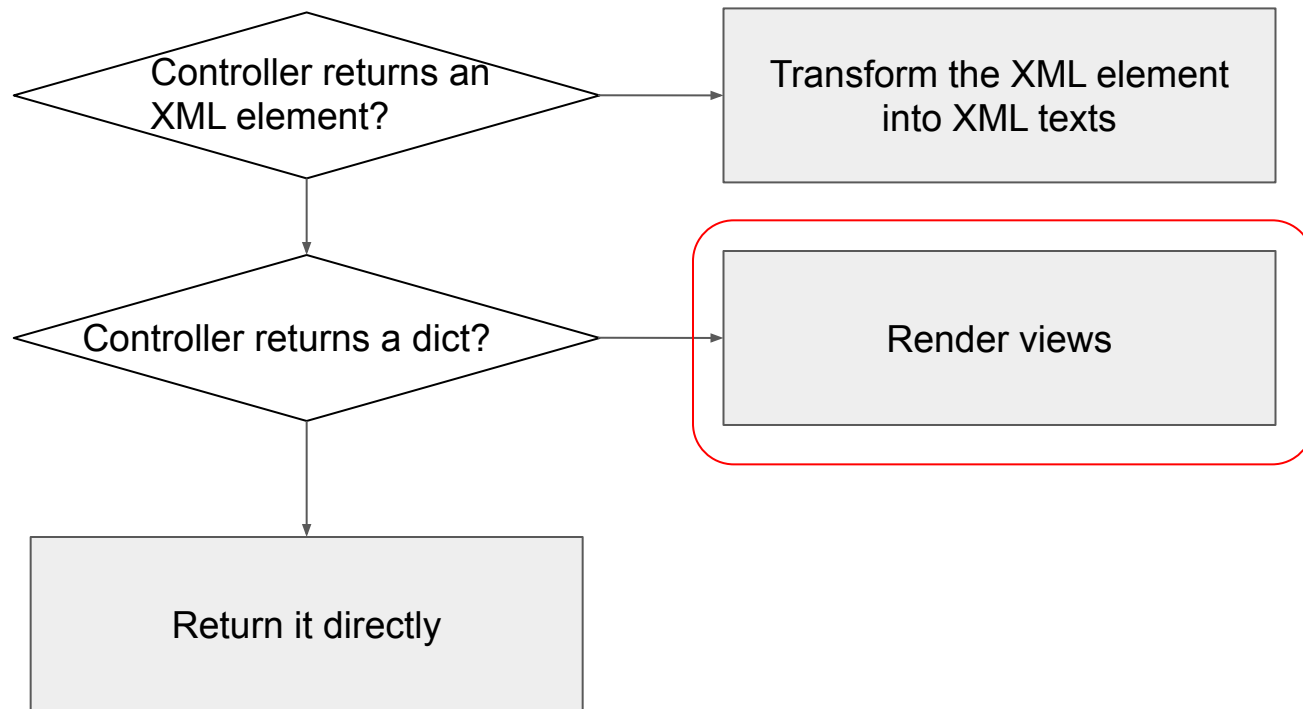 Controller returns an
XML element?
Transform the XML element
into XML texts
Controller returns a dict?
Render views
Return it directly